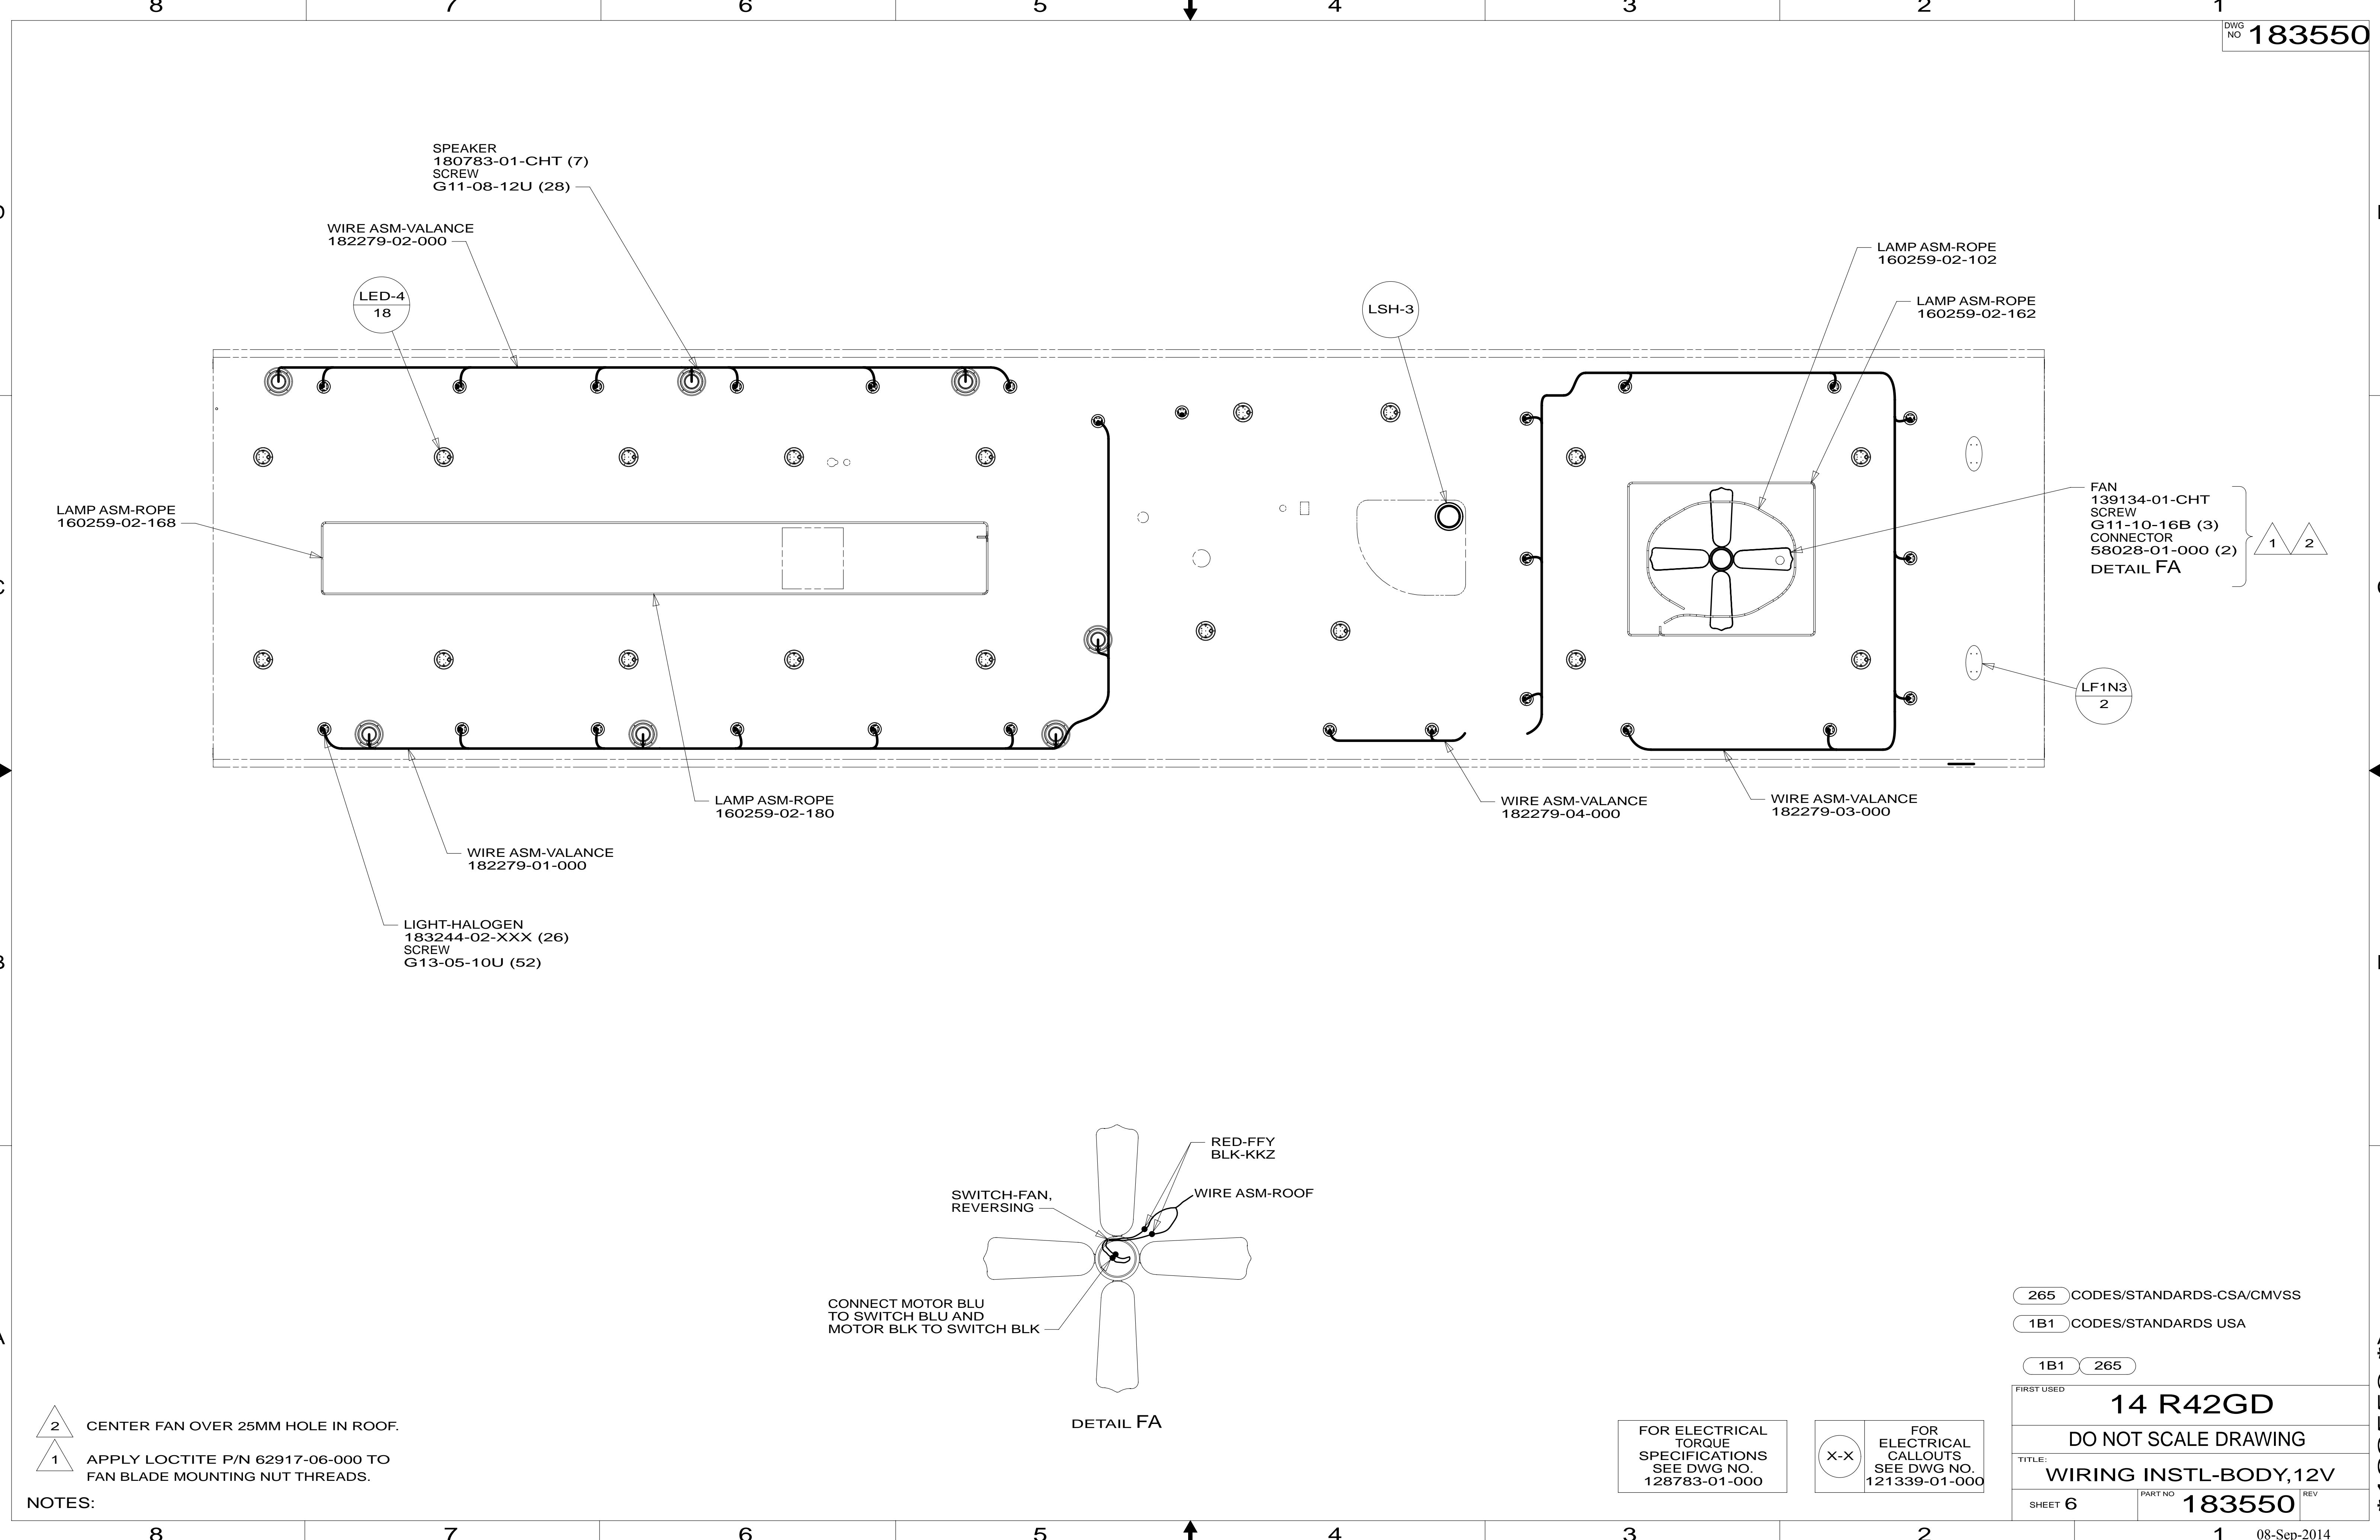 8 7 6 5 4 3 2 1
DWG
NO 183550
SPEAKER
180783-01-CHT (7)
SCREW
G11-08-12U (28)
WIRE ASM-VALANCE
182279-02-000
LED-4
18
LSH-3
LAMP ASM-ROPE
160259-02-102
LAMP ASM-ROPE
160259-02-162
LAMP ASM-ROPE
160259-02-168
FAN
139134-01-CHT
SCREW
G11-10-16B (3)
CONNECTOR
58028-01-000 (2)
DETAIL FA
1 2
LF1N3
2
LAMP ASM-ROPE
160259-02-180
WIRE ASM-VALANCE
182279-04-000
WIRE ASM-VALANCE
182279-03-000
WIRE ASM-VALANCE
182279-01-000
LIGHT-HALOGEN
183244-02-XXX (26)
SCREW
G13-05-10U (52)
RED-FFY
BLK-KKZ
SWITCH-FAN,
REVERSING
WIRE ASM-ROOF
CONNECT MOTOR BLU
TO SWITCH BLU AND
MOTOR BLK TO SWITCH BLK
DETAIL FA
265 CODES/STANDARDS-CSA/CMVSS
1B1 CODES/STANDARDS USA
1B1 265
2 CENTER FAN OVER 25MM HOLE IN ROOF.
1 APPLY LOCTITE P/N 62917-06-000 TO
FAN BLADE MOUNTING NUT THREADS.
NOTES:
FOR ELECTRICAL
TORQUE
SPECIFICATIONS
SEE DWG NO.
128783-01-000
X-X
FOR
ELECTRICAL
CALLOUTS
SEE DWG NO.
121339-01-000
FIRST USED
14 R42GD
DO NOT SCALE DRAWING
TITLE:
WIRING INSTL-BODY,12V
SHEET 6
PART NO 183550
REV
8 7 6 5 4 3 2 1
08-Sep-2014